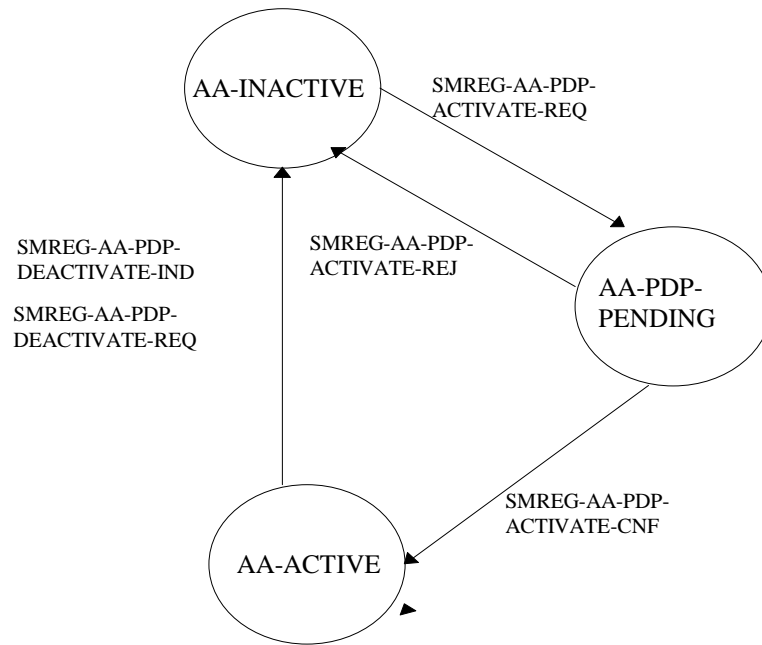 AA-INACTIVE
SMREG-AA-PDP-
ACTIVATE-REQ
SMREG-AA-PDP-
DEACTIVATE-IND
SMREG-AA-PDP-
DEACTIVATE-REQ
SMREG-AA-PDP-
ACTIVATE-REJ
AA-PDP-
PENDING
SMREG-AA-PDP-
ACTIVATE-CNF
AA-ACTIVE